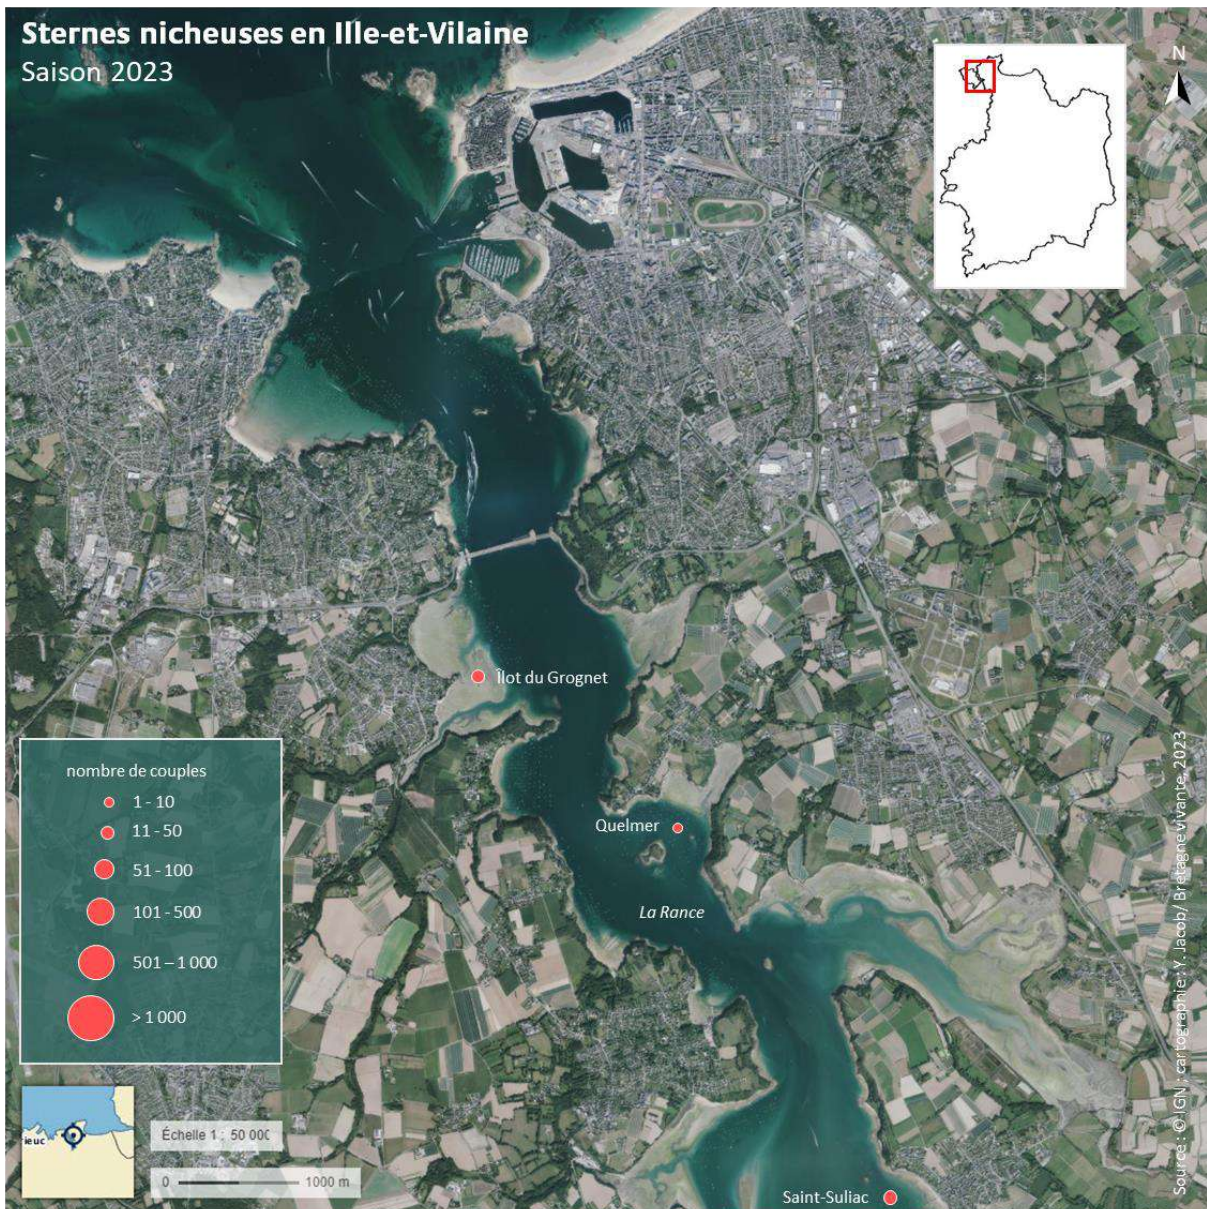 Sternes nicheuses en Ille-et-Vilaine
Saison 2023
N
Îlot du Grognet
nombre de couples
1 - 10
11 - 50
51 - 100
101 - 500
501 – 1 000
> 1 000
Quelmer
La Rance
Saint-Suliac
ieuc
Échelle 1 : 50 000
0 1000 m
Source : © IGN ; cartographie : Y. Jacob/ Bretagne vivante, 2023